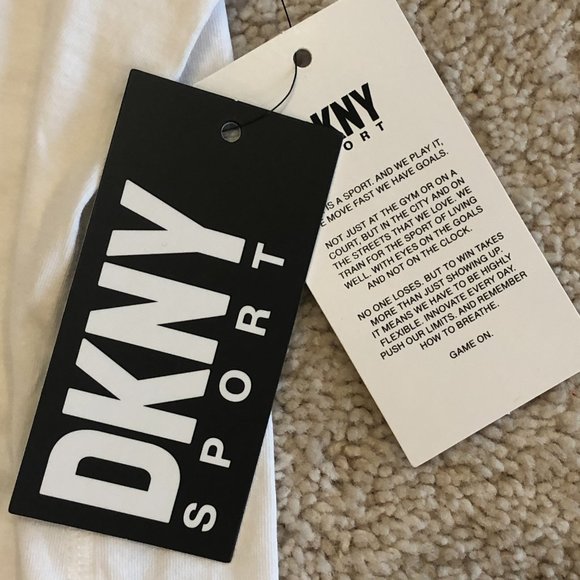 DKNY
SPORT
KNY
ORT
IS A SPORT. AND WE PLAY IT,
MOVE FAST WE HAVE GOALS.
NOT JUST AT THE GYM OR ON A
COURT, BUT IN THE CITY AND ON
THE STREETS THAT WE LOVE. WE
TRAIN FOR THE SPORT OF LIVING
WELL. WITH EYES ON THE GOALS
AND NOT ON THE CLOCK.
NO ONE LOSES. BUT TO WIN TAKES
MORE THAN JUST SHOWING UP.
IT MEANS WE HAVE TO BE HIGHLY
FLEXIBLE. INNOVATE EVERY DAY.
PUSH OUR LIMITS. AND REMEMBER
HOW TO BREATHE.
GAME ON.